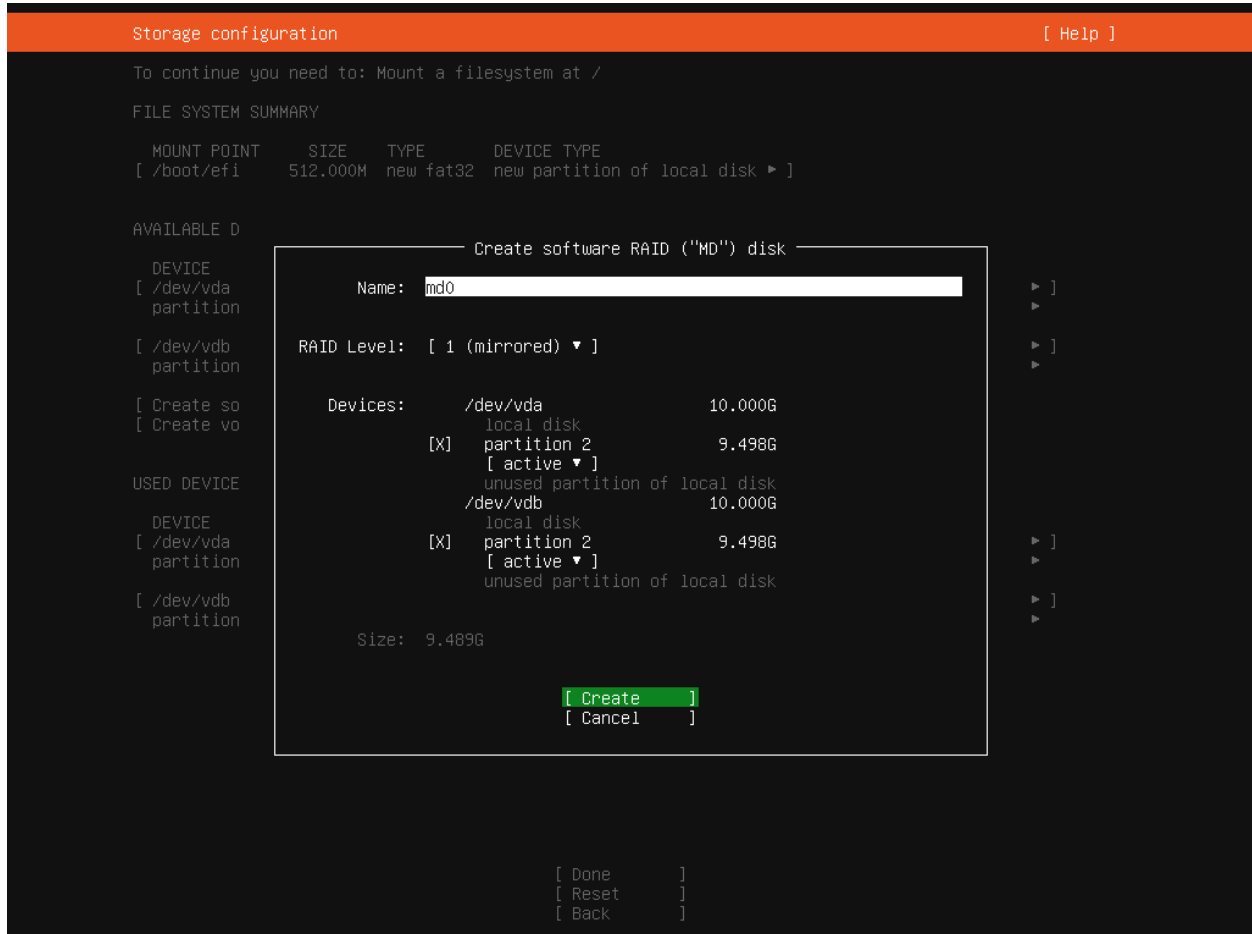 Storage configuration [ Help ]
To continue you need to: Mount a filesystem at /
FILE SYSTEM SUMMARY
MOUNT POINT SIZE TYPE DEVICE TYPE
[ /boot/efi 512.000M new fat32 new partition of local disk ▸ ]
AVAILABLE D
Create software RAID ("MD") disk
DEVICE
[ /dev/vda ▸ ]
Name: md0
partition ▸
[ /dev/vdb ▸ ]
RAID Level: [ 1 (mirrored) ▾ ]
partition ▸
[ Create so
Devices: /dev/vda 10.000G
[ Create vo
local disk
[X] partition 2 9.498G
[ active ▾ ]
USED DEVICE
unused partition of local disk
/dev/vdb 10.000G
DEVICE
local disk
[ /dev/vda ▸ ]
[X] partition 2 9.498G
partition ▸
[ active ▾ ]
unused partition of local disk
[ /dev/vdb ▸ ]
partition ▸
Size: 9.489G
[ Create ]
[ Cancel ]
[ Done ]
[ Reset ]
[ Back ]